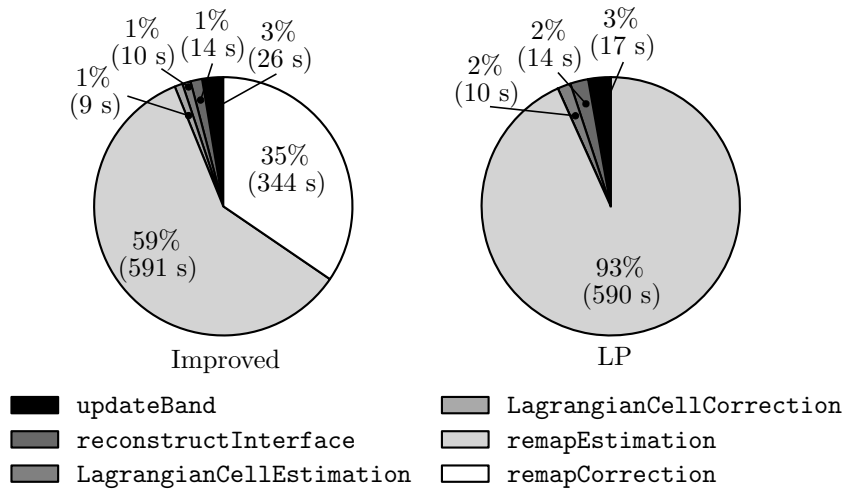 1%
(9 s)
1%
(10 s)
1%
(14 s)
3%
(26 s)
35%
(344 s)
59%
(591 s)
Improved
2%
(10 s)
2%
(14 s)
3%
(17 s)
93%
(590 s)
LP
updateBand
reconstructInterface
LagrangianCellEstimation
LagrangianCellCorrection
remapEstimation
remapCorrection